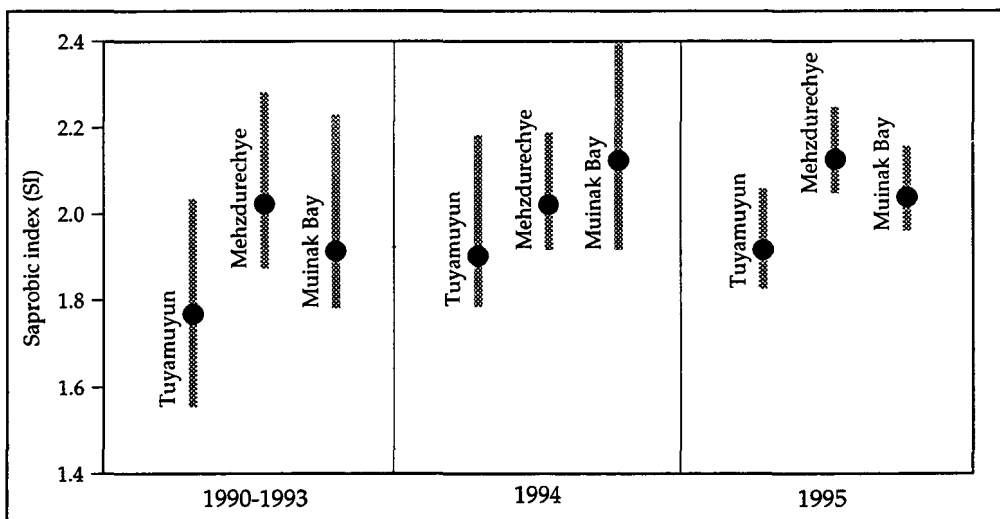 Saprobic index (SI)
2.4
2.2
2.0
1.8
1.6
1.4
Tuyamuyun
Mehzdurechye
Muinak Bay
Tuyamuyun
Mehzdurechye
Muinak Bay
Tuyamuyun
Mehzdurechye
Muinak Bay
1990-1993
1994
1995